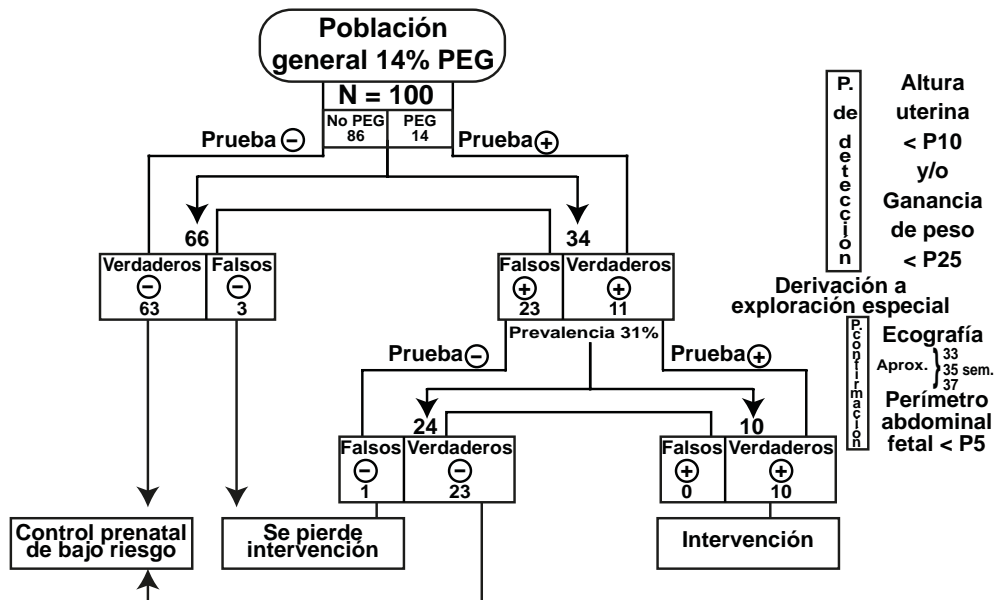 Población
general 14% PEG
N = 100
No PEG
86
PEG
14
Prueba ⊖
Prueba ⊕
66
34
Verdaderos
⊖
63
Falsos
⊖
3
Falsos
⊕
23
Verdaderos
⊕
11
Prevalencia 31%
Prueba ⊖
Prueba ⊕
24
10
Falsos
⊖
1
Verdaderos
⊖
23
Falsos
⊕
0
Verdaderos
⊕
10
Control prenatal
de bajo riesgo
Se pierde
intervención
Intervención
P. de detección
Altura
uterina
< P10
y/o
Ganancia
de peso
< P25
Derivación a
exploración especial
P.confirmación
Ecografía
Aprox.
33
35 sem.
37
Perímetro
abdominal
fetal < P5